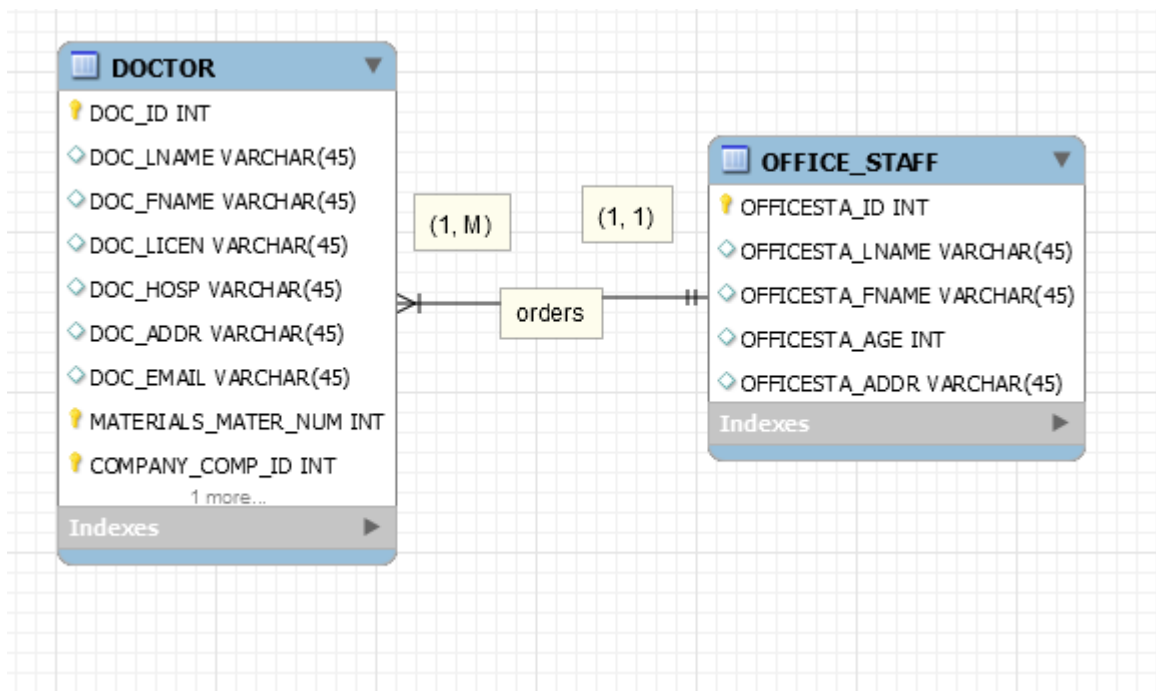 DOCTOR
DOC_ID INT
DOC_LNAME VARCHAR(45)
DOC_FNAME VARCHAR(45)
DOC_LICEN VARCHAR(45)
DOC_HOSP VARCHAR(45)
DOC_ADDR VARCHAR(45)
DOC_EMAIL VARCHAR(45)
MATERIALS_MATER_NUM INT
COMPANY_COMP_ID INT
1 more...
Indexes
(1, M)
(1, 1)
orders
OFFICE_STAFF
OFFICESTA_ID INT
OFFICESTA_LNAME VARCHAR(45)
OFFICESTA_FNAME VARCHAR(45)
OFFICESTA_AGE INT
OFFICESTA_ADDR VARCHAR(45)
Indexes